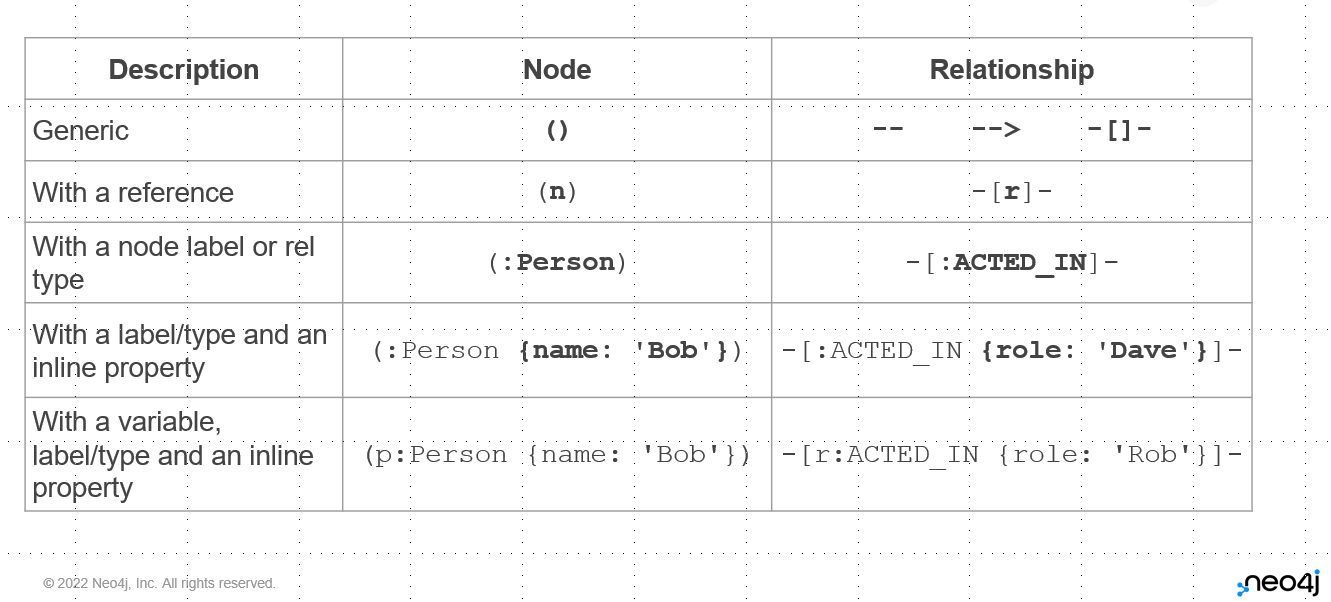 Description Node Relationship
Generic () -- --> -[]-
With a reference (n) -[r]-
With a node label or rel
type (:Person) -[:ACTED_IN]-
With a label/type and an
inline property (:Person {name: 'Bob'}) -[:ACTED_IN {role: 'Dave'}]-
With a variable,
label/type and an inline
property (p:Person {name: 'Bob'}) -[r:ACTED_IN {role: 'Rob'}]-
© 2022 Neo4j, Inc. All rights reserved.
neo4j